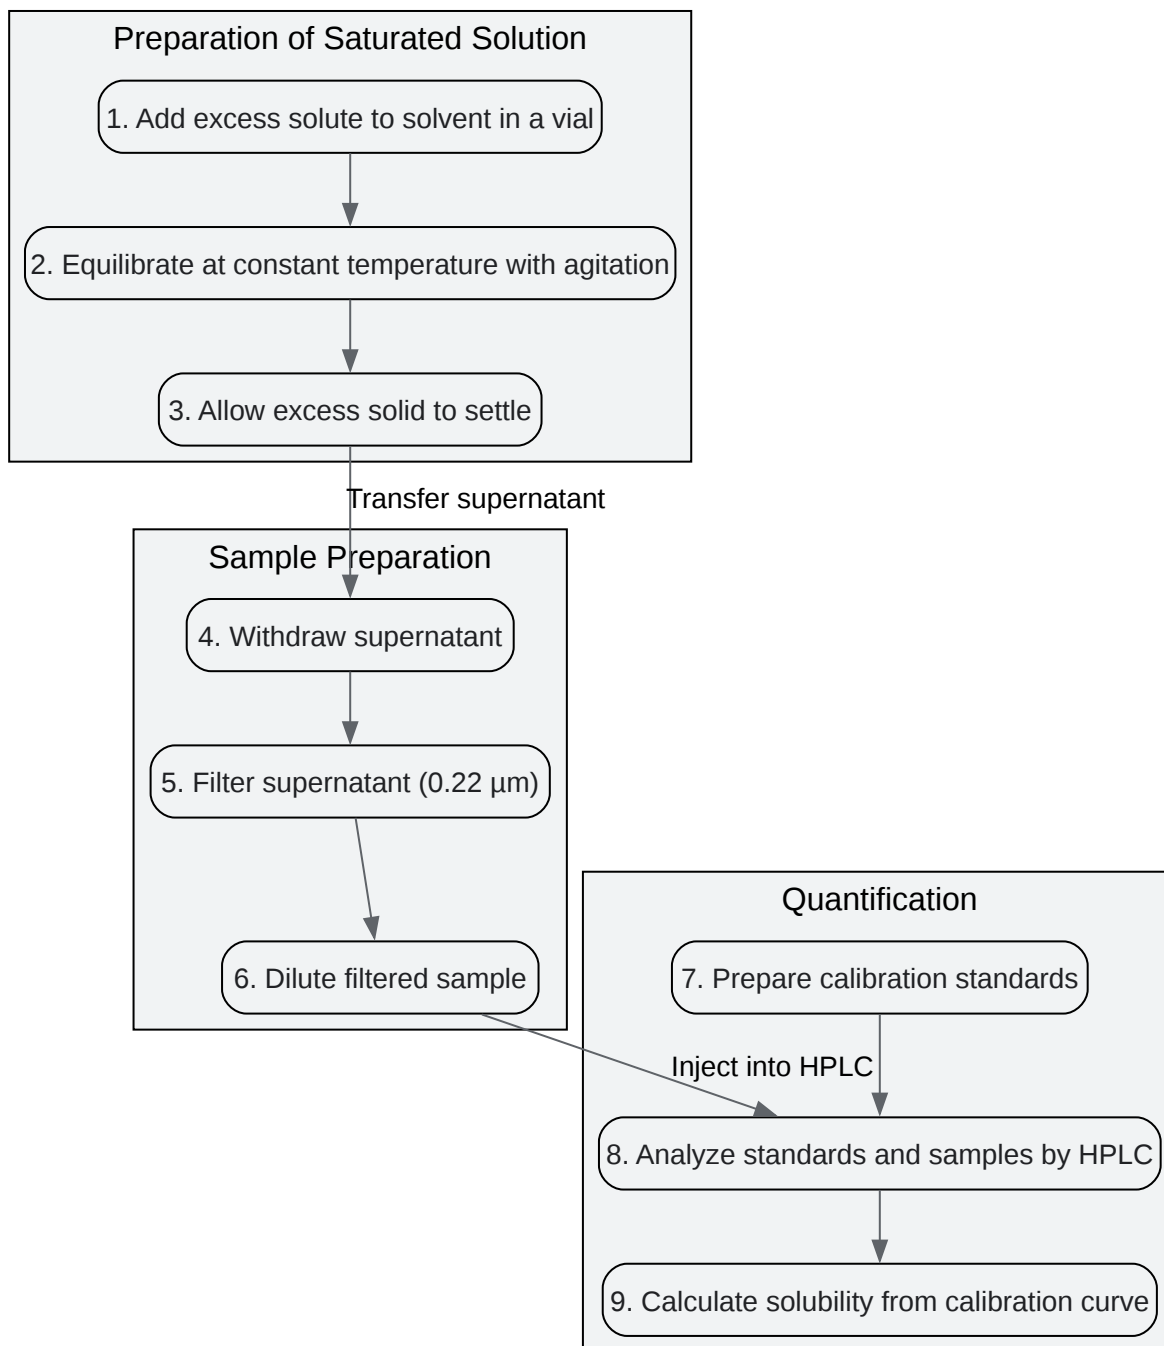 Preparation of Saturated Solution
1. Add excess solute to solvent in a vial
2. Equilibrate at constant temperature with agitation
3. Allow excess solid to settle
Transfer supernatant
Sample Preparation
4. Withdraw supernatant
5. Filter supernatant (0.22 µm)
6. Dilute filtered sample
Quantification
7. Prepare calibration standards
Inject into HPLC
8. Analyze standards and samples by HPLC
9. Calculate solubility from calibration curve